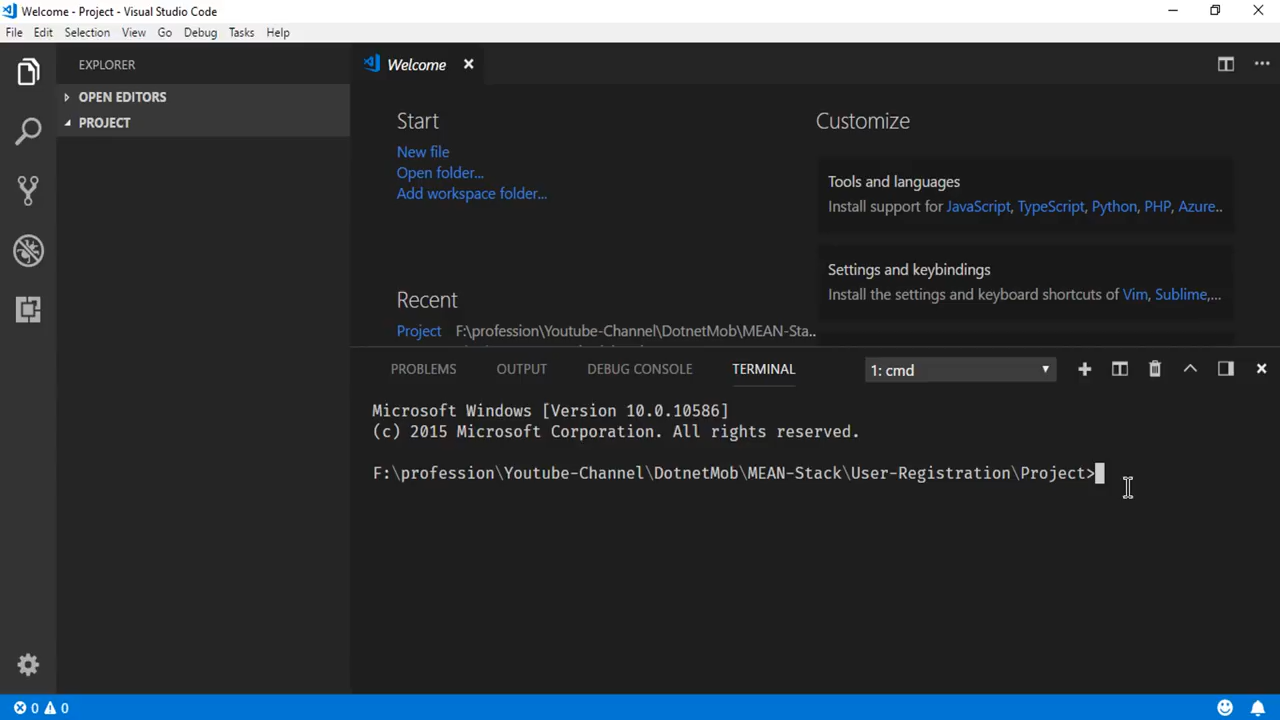 Welcome - Project - Visual Studio Code
File Edit Selection View Go Debug Tasks Help
EXPLORER
OPEN EDITORS
PROJECT
Welcome
Start
New file
Open folder...
Add workspace folder...
Recent
Project F:\profession\Youtube-Channel\DotnetMob\MEAN-Sta...
Customize
Tools and languages
Install support for JavaScript, TypeScript, Python, PHP, Azure..
Settings and keybindings
Install the settings and keyboard shortcuts of Vim, Sublime,...
PROBLEMS OUTPUT DEBUG CONSOLE TERMINAL 1: cmd
Microsoft Windows [Version 10.0.10586]
(c) 2015 Microsoft Corporation. All rights reserved.
F:\profession\Youtube-Channel\DotnetMob\MEAN-Stack\User-Registration\Project>
0 0